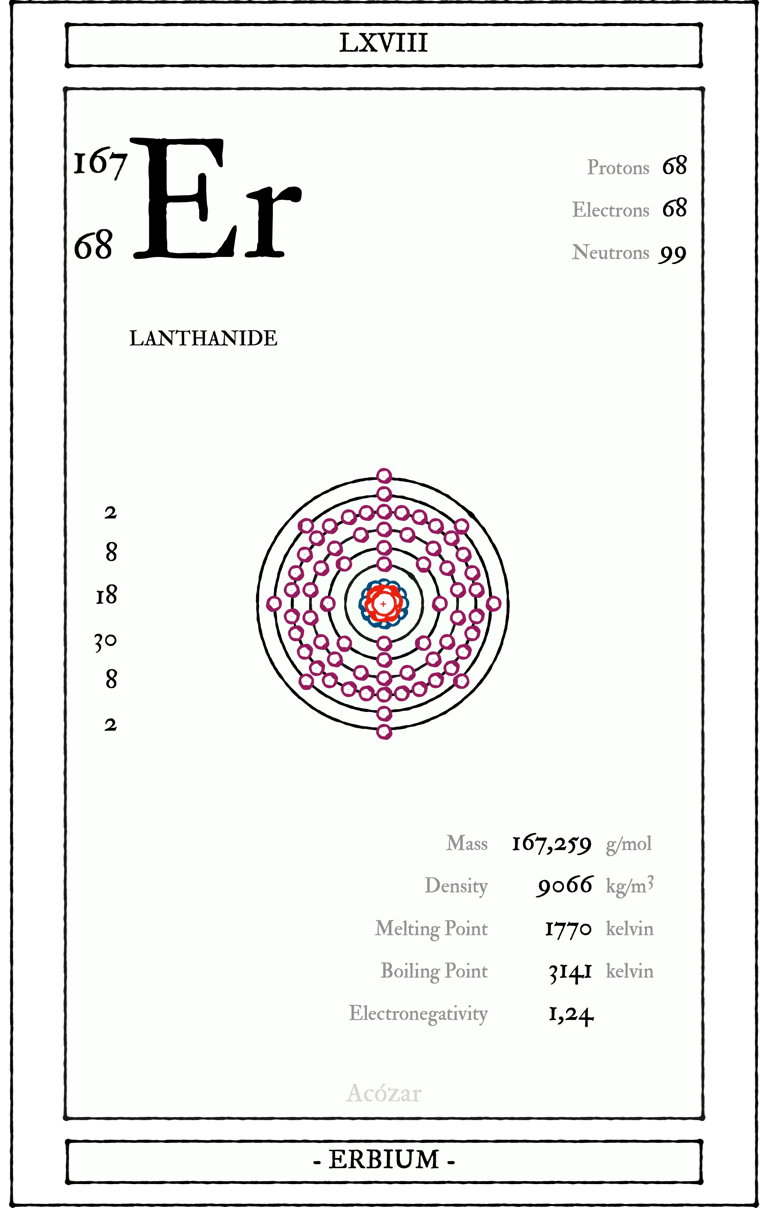 LXVIII
167
Er
68
Protons 68
Electrons 68
Neutrons 99
LANTHANIDE
2
8
18
30
8
2
+
Mass 167,259 g/mol
Density 9066 kg/m³
Melting Point 1770 kelvin
Boiling Point 3141 kelvin
Electronegativity 1,24
Acózar
- ERBIUM -